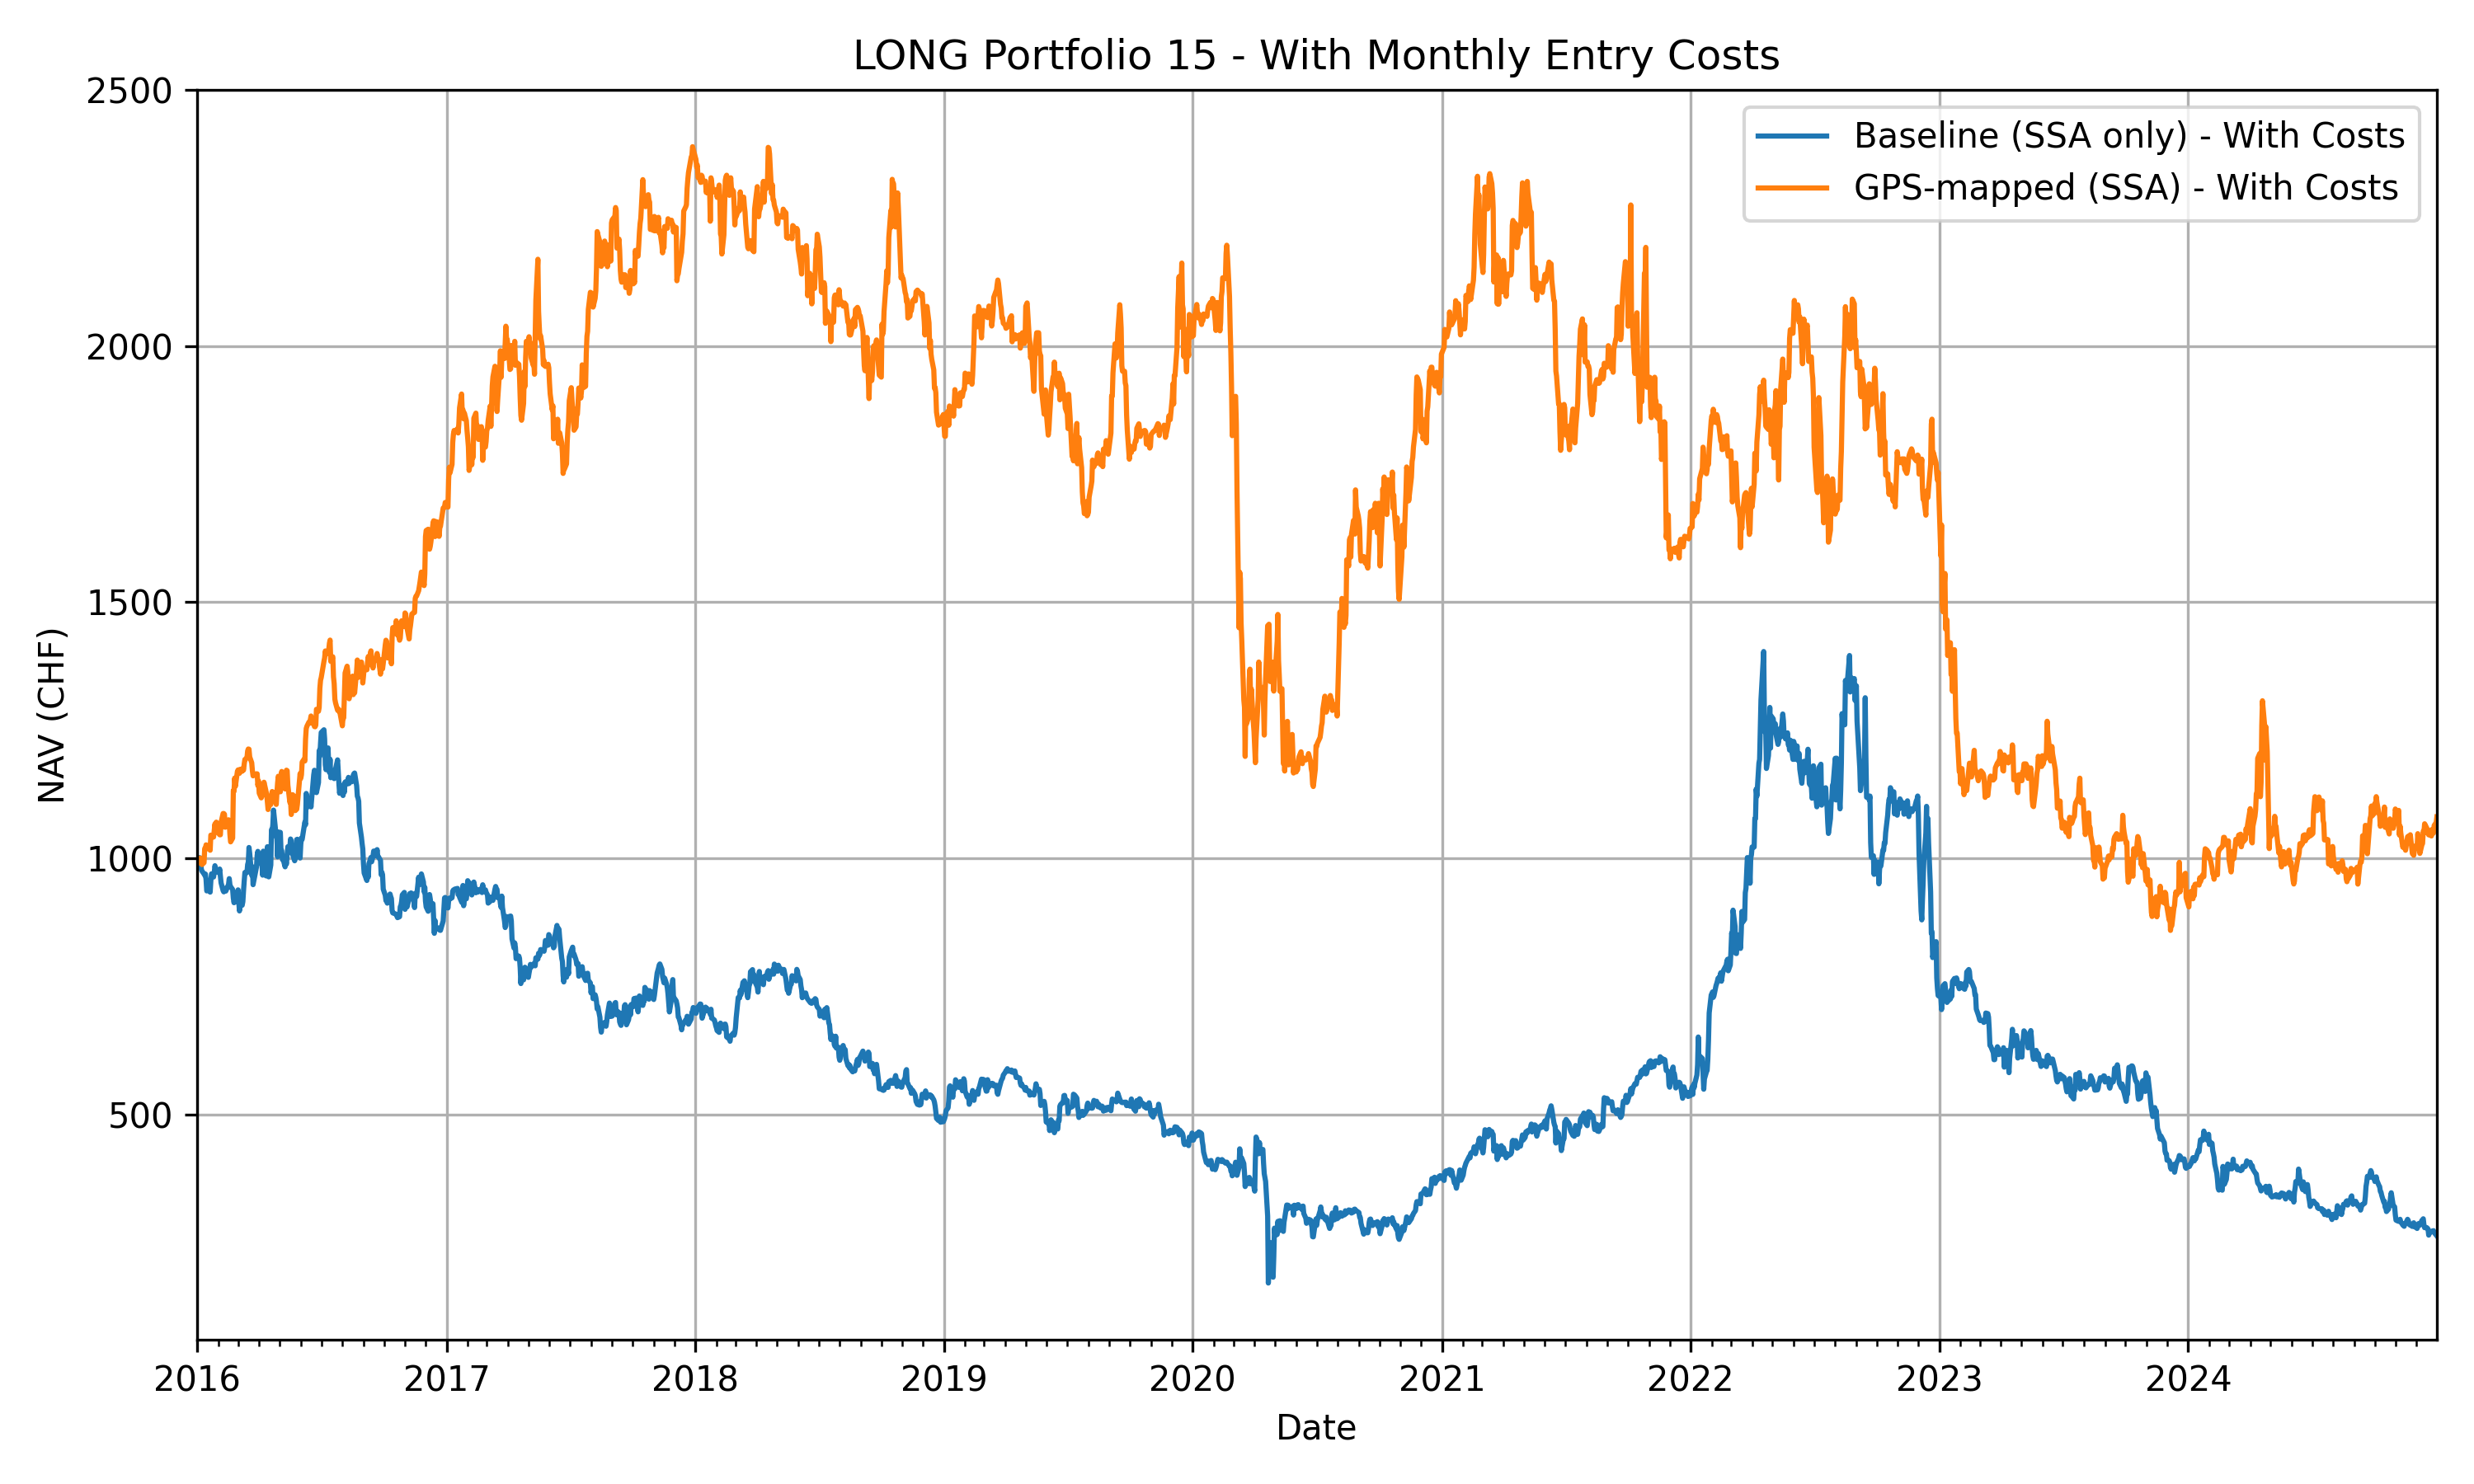 LONG Portfolio 15 - With Monthly Entry Costs
Baseline (SSA only) - With Costs
GPS-mapped (SSA) - With Costs
NAV (CHF)
2500
2000
1500
1000
500
2016 2017 2018 2019 2020 2021 2022 2023 2024
Date